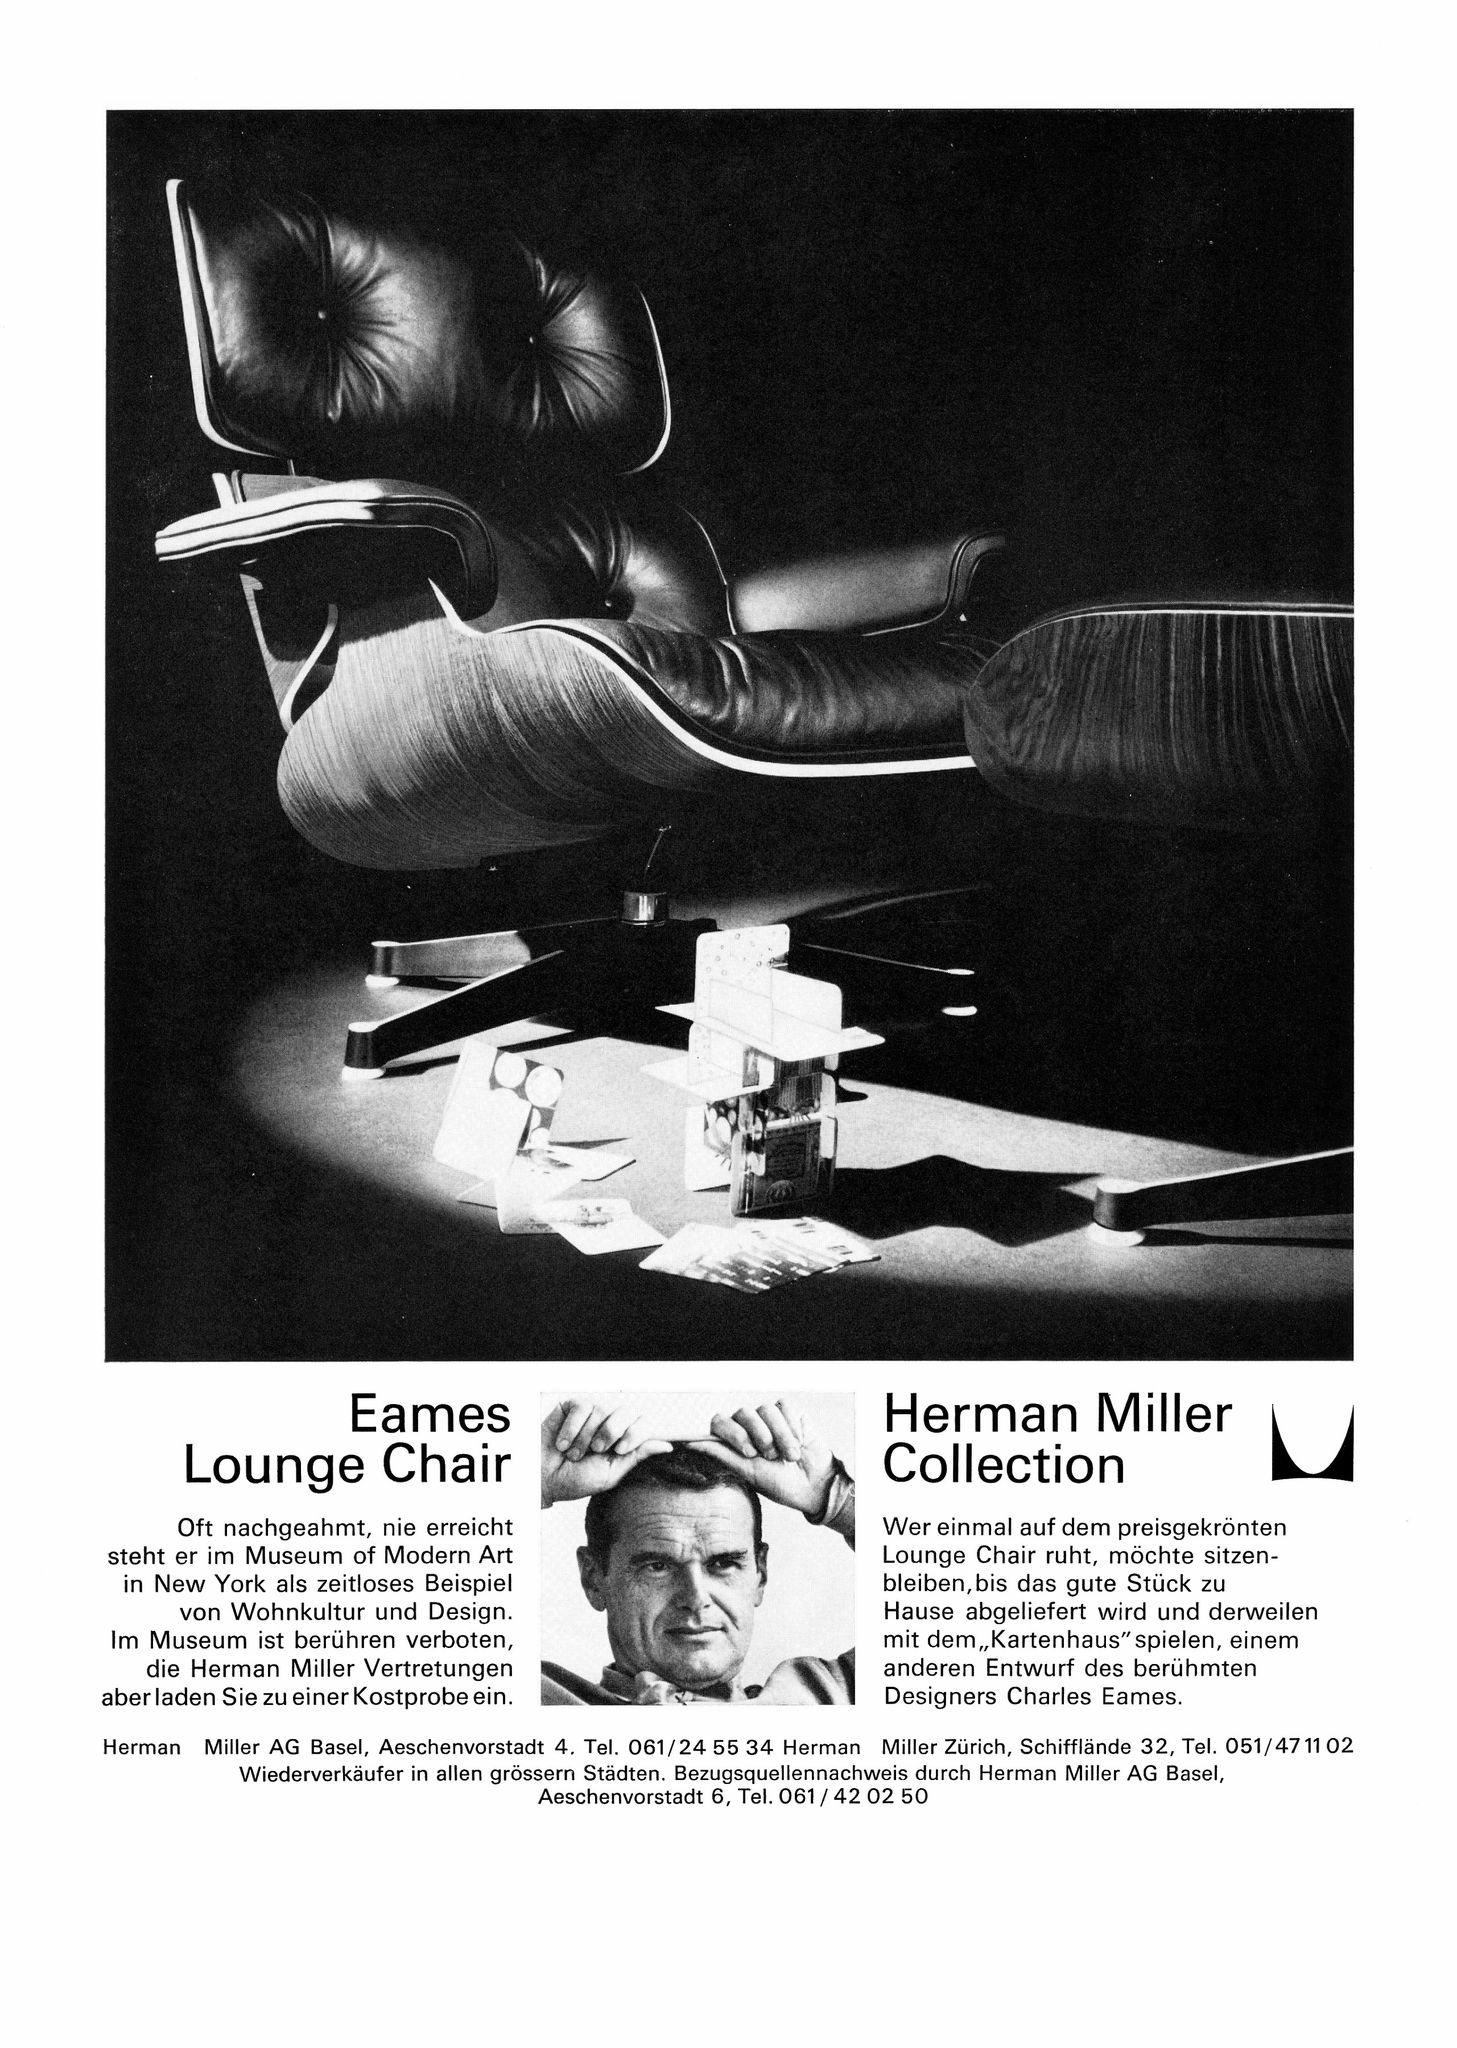 Eames
Lounge Chair
Oft nachgeahmt, nie erreicht
steht er im Museum of Modern Art
in New York als zeitloses Beispiel
von Wohnkultur und Design.
Im Museum ist berühren verboten,
die Herman Miller Vertretungen
aber laden Sie zu einer Kostprobe ein.
Herman Miller
Collection
Wer einmal auf dem preisgekrönten
Lounge Chair ruht, möchte sitzen-
bleiben, bis das gute Stück zu
Hause abgeliefert wird und derweilen
mit dem „Kartenhaus" spielen, einem
anderen Entwurf des berühmten
Designers Charles Eames.
Herman Miller AG Basel, Aeschenvorstadt 4. Tel. 061/24 55 34 Herman Miller Zürich, Schifflände 32, Tel. 051/47 11 02
Wiederverkäufer in allen grössern Städten. Bezugsquellennachweis durch Herman Miller AG Basel,
Aeschenvorstadt 6, Tel. 061 / 42 02 50